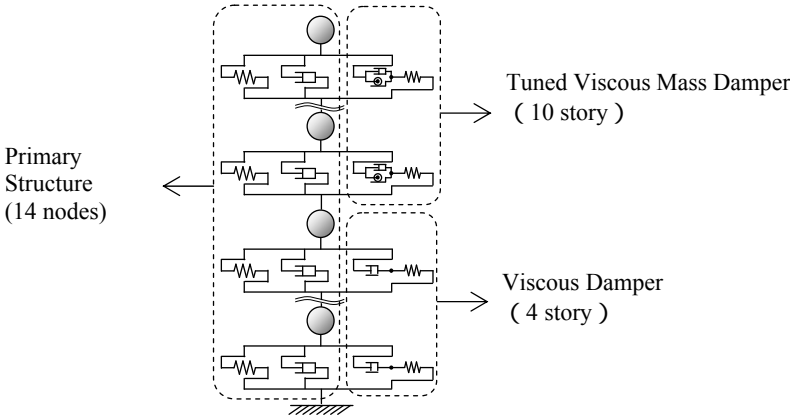 Tuned Viscous Mass Damper
( 10 story )
Primary
Structure
(14 nodes)
Viscous Damper
( 4 story )